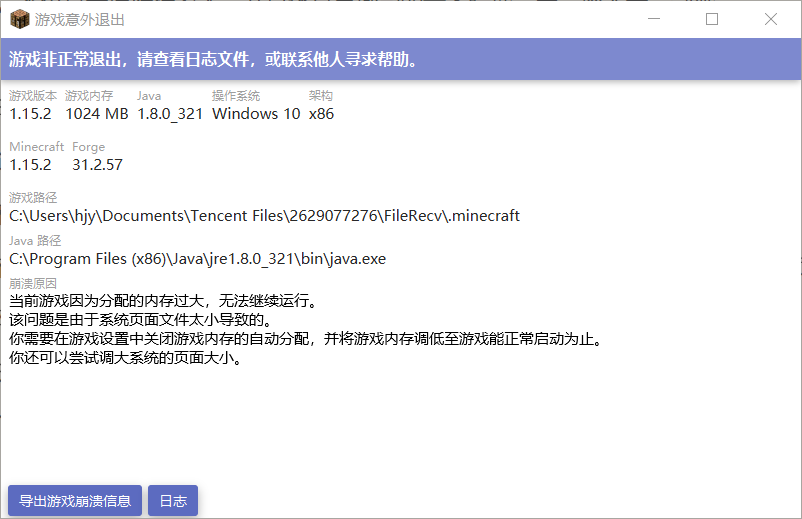 游戏意外退出
游戏非正常退出，请查看日志文件，或联系他人寻求帮助。
游戏版本 游戏内存 Java 操作系统 架构
1.15.2 1024 MB 1.8.0_321 Windows 10 x86
Minecraft Forge
1.15.2 31.2.57
游戏路径
C:\Users\hjy\Documents\Tencent Files\2629077276\FileRecv\.minecraft
Java 路径
C:\Program Files (x86)\Java\jre1.8.0_321\bin\java.exe
崩溃原因
当前游戏因为分配的内存过大，无法继续运行。
该问题是由于系统页面文件太小导致的。
你需要在游戏设置中关闭游戏内存的自动分配，并将游戏内存调低至游戏能正常启动为止。
你还可以尝试调大系统的页面大小。
导出游戏崩溃信息 日志